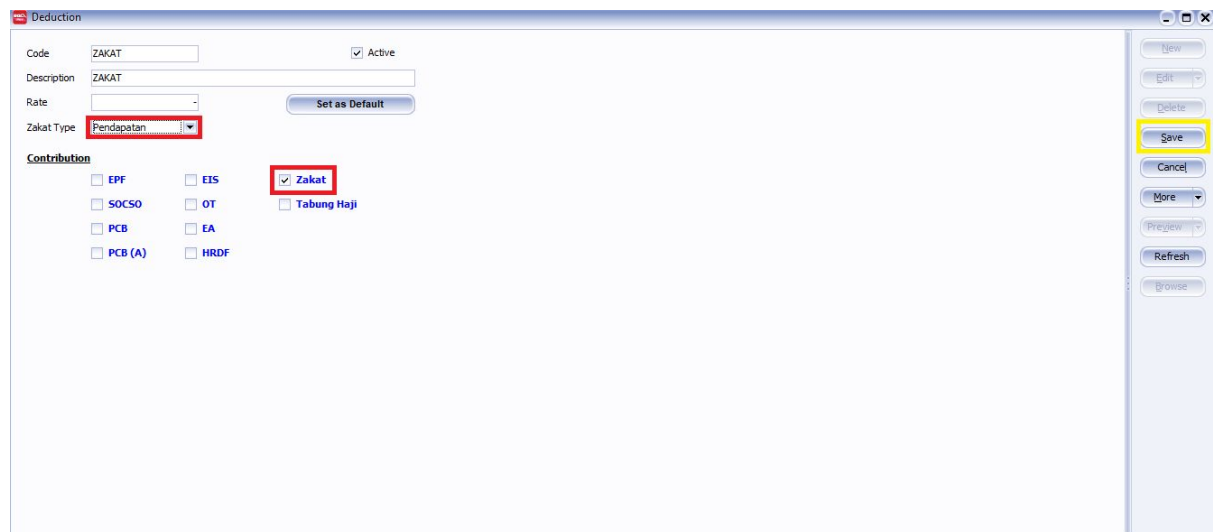 Deduction
Code ZAKAT Active
Description ZAKAT
Rate - Set as Default
Zakat Type Pendapatan
Contribution
EPF EIS Zakat
SOCSO OT Tabung Haji
PCB EA
PCB (A) HRDF
New
Edit
Delete
Save
Cancel
More
Preview
Refresh
Browse